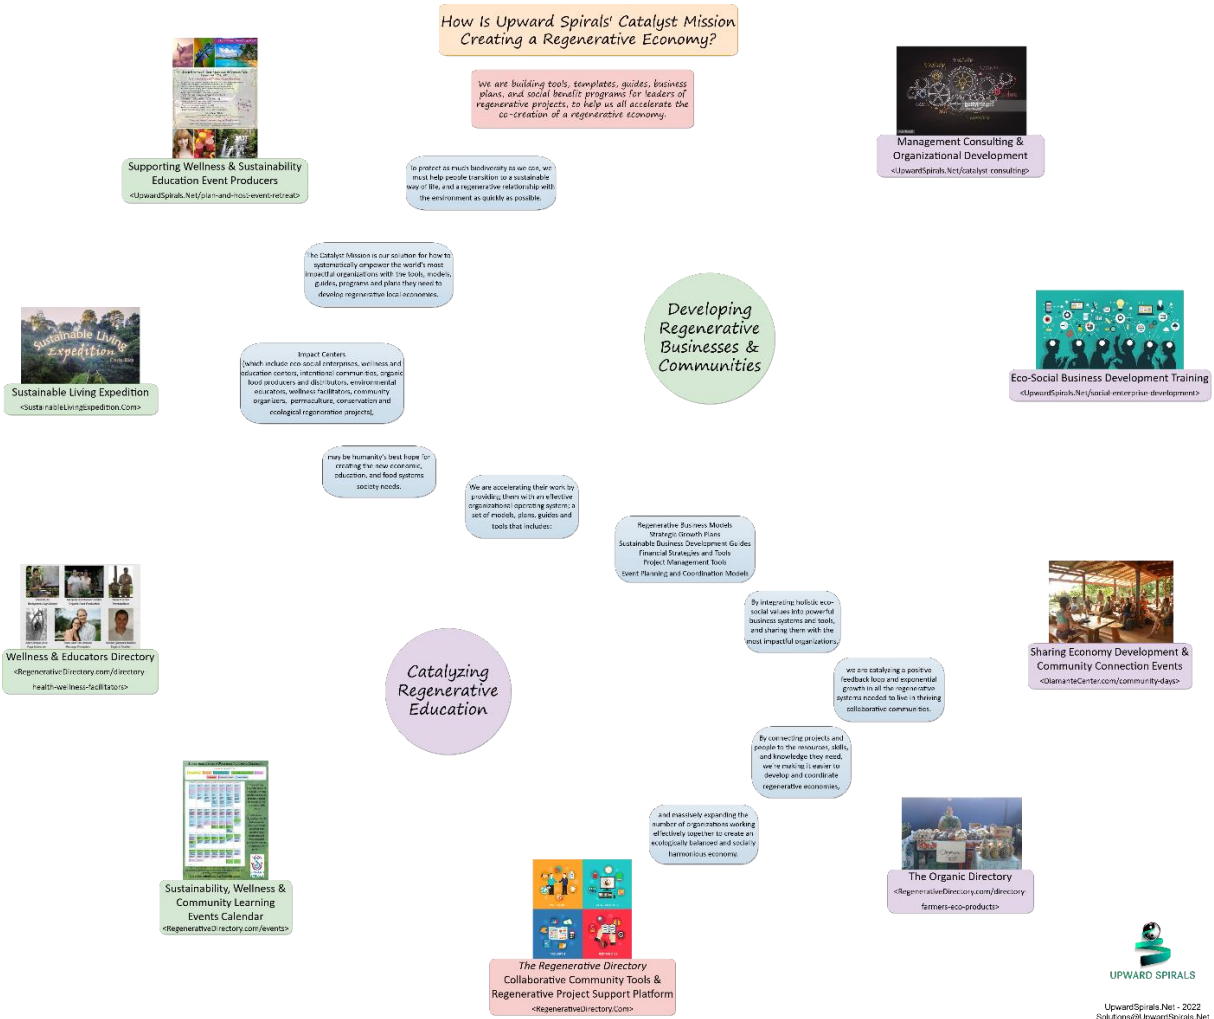 How Is Upward Spirals' Catalyst Mission
Creating a Regenerative Economy?
We are building tools, templates, guides, business
plans, and social benefit programs for leaders of
regenerative projects, to help us all accelerate the
co-creation of a regenerative economy.
Supporting Wellness & Sustainability
Education Event Producers
<UpwardSpirals.Net/plan-and-host-event-retreat>
Management Consulting &
Organizational Development
<UpwardSpirals.Net/catalyst-consulting>
To protect as much biodiversity as we can, we
must help people transition to a sustainable
way of life, and a regenerative relationship with
the environment as quickly as possible.
The Catalyst Mission is our solution for how to
systematically empower the world's most
impactful organizations with the tools, models,
guides, programs and plans they need to
develop regenerative local economies.
Developing
Regenerative
Businesses &
Communities
Sustainable Living
Expedition
Costa Rica
Sustainable Living Expedition
<SustainableLivingExpedition.Com>
Impact Centers
(which include eco-social enterprises, wellness and
education centers, intentional communities, organic
food producers and distributors, environmental
educators, wellness facilitators, community
organizers, permaculture, conservation and
ecological regeneration projects),
Eco-Social Business Development Training
<UpwardSpirals.Net/social-enterprise-development>
may be humanity's best hope for
creating the new economic,
education, and food systems
society needs.
We are accelerating their work by
providing them with an effective
organizational operating system; a
set of models, plans, guides and
tools that includes:
Regenerative Business Models
Strategic Growth Plans
Sustainable Business Development Guides
Financial Strategies and Tools
Project Management Tools
Event Planning and Coordination Models
By integrating holistic eco-
social values into powerful
business systems and tools,
and sharing them with the
most impactful organizations,
we are catalyzing a positive
feedback loop and exponential
growth in all the regenerative
systems needed to live in thriving
collaborative communities.
By connecting projects and
people to the resources, skills,
and knowledge they need,
we're making it easier to
develop and coordinate
regenerative economies,
and massively expanding the
number of organizations working
effectively together to create an
ecologically balanced and socially
harmonious economy.
Wellness & Educators Directory
<RegenerativeDirectory.com/directory-
health-wellness-facilitators>
Catalyzing
Regenerative
Education
Sharing Economy Development &
Community Connection Events
<DiamanteCenter.com/community-days>
Sustainability, Wellness &
Community Learning
Events Calendar
<RegenerativeDirectory.com/events>
The Organic Directory
<RegenerativeDirectory.com/directory-
farmers-eco-products>
The Regenerative Directory
Collaborative Community Tools &
Regenerative Project Support Platform
<RegenerativeDirectory.Com>
UPWARD SPIRALS
UpwardSpirals.Net - 2022
Solutions@UpwardSpirals.Net